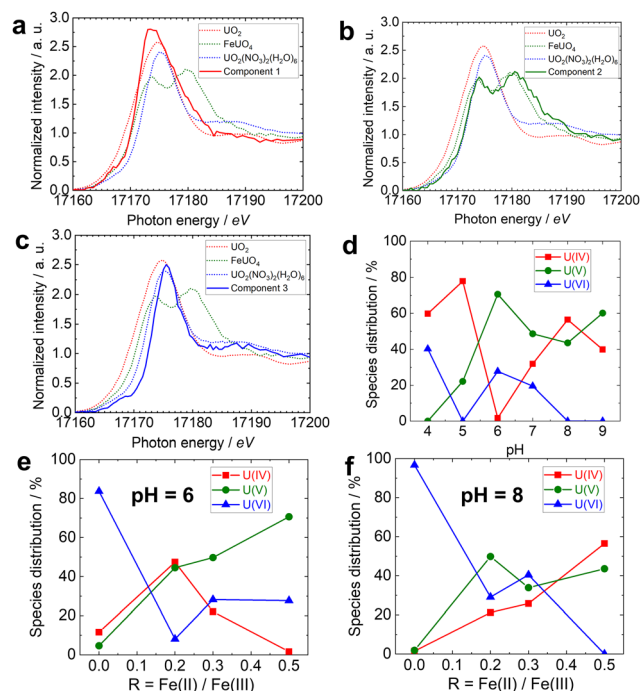 a
Normalized intensity / a. u.
3.0
2.5
2.0
1.5
1.0
0.5
0.0
17160 17170 17180 17190 17200
Photon energy / eV
UO2
FeUO4
UO2(NO3)2(H2O)6
Component 1
b
Normalized intensity / a. u.
3.0
2.5
2.0
1.5
1.0
0.5
0.0
17160 17170 17180 17190 17200
Photon energy / eV
UO2
FeUO4
UO2(NO3)2(H2O)6
Component 2
c
Normalized intensity / a. u.
3.0
2.5
2.0
1.5
1.0
0.5
0.0
17160 17170 17180 17190 17200
Photon energy / eV
UO2
FeUO4
UO2(NO3)2(H2O)6
Component 3
d
Species distribution / %
100
80
60
40
20
0
4 5 6 7 8 9
pH
U(IV)
U(V)
U(VI)
e
Species distribution / %
100
80
60
40
20
0
0.0 0.1 0.2 0.3 0.4 0.5
R = Fe(II) / Fe(III)
pH = 6
U(IV)
U(V)
U(VI)
f
Species distribution / %
100
80
60
40
20
0
0.0 0.1 0.2 0.3 0.4 0.5
R = Fe(II) / Fe(III)
pH = 8
U(IV)
U(V)
U(VI)